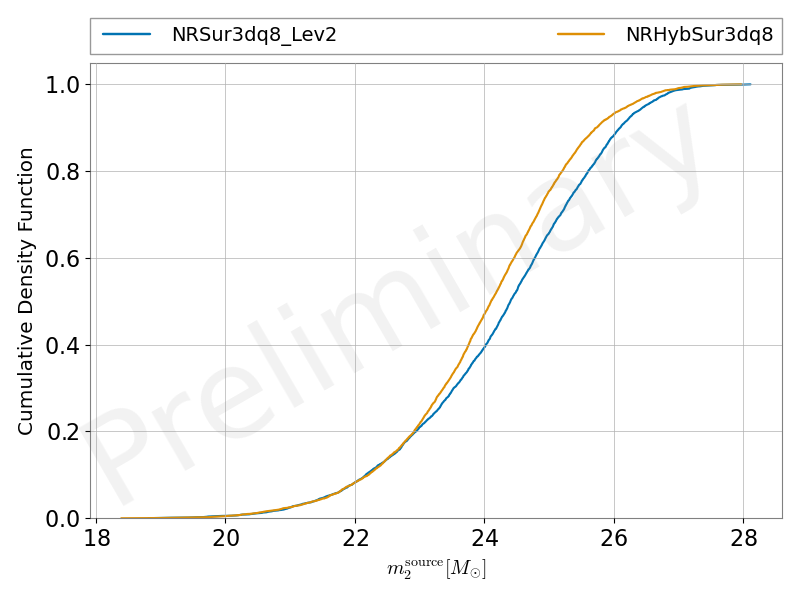 NRSur3dq8_Lev2 NRHybSur3dq8
1.0
0.8
0.6
0.4
0.2
0.0
Cumulative Density Function
Preliminary
18 20 22 24 26 28
m₂^source [M⊙]